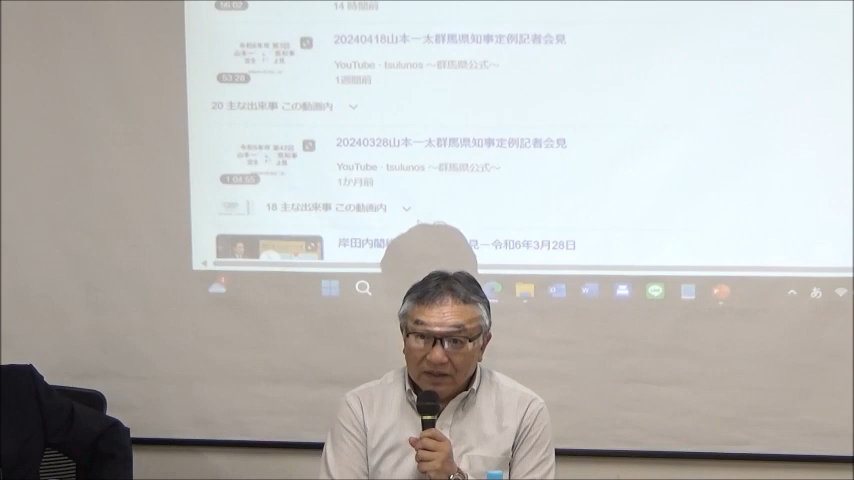 56:02
14 時間前
20240418山本一太群馬県知事定例記者会見
53:28
YouTube · tsulunos ～群馬県公式～
1週間前
20 主な出来事 この動画内
20240328山本一太群馬県知事定例記者会見
1:04:55
YouTube · tsulunos ～群馬県公式～
1か月前
18 主な出来事 この動画内
岸田内閣
見―令和6年3月28日
あ